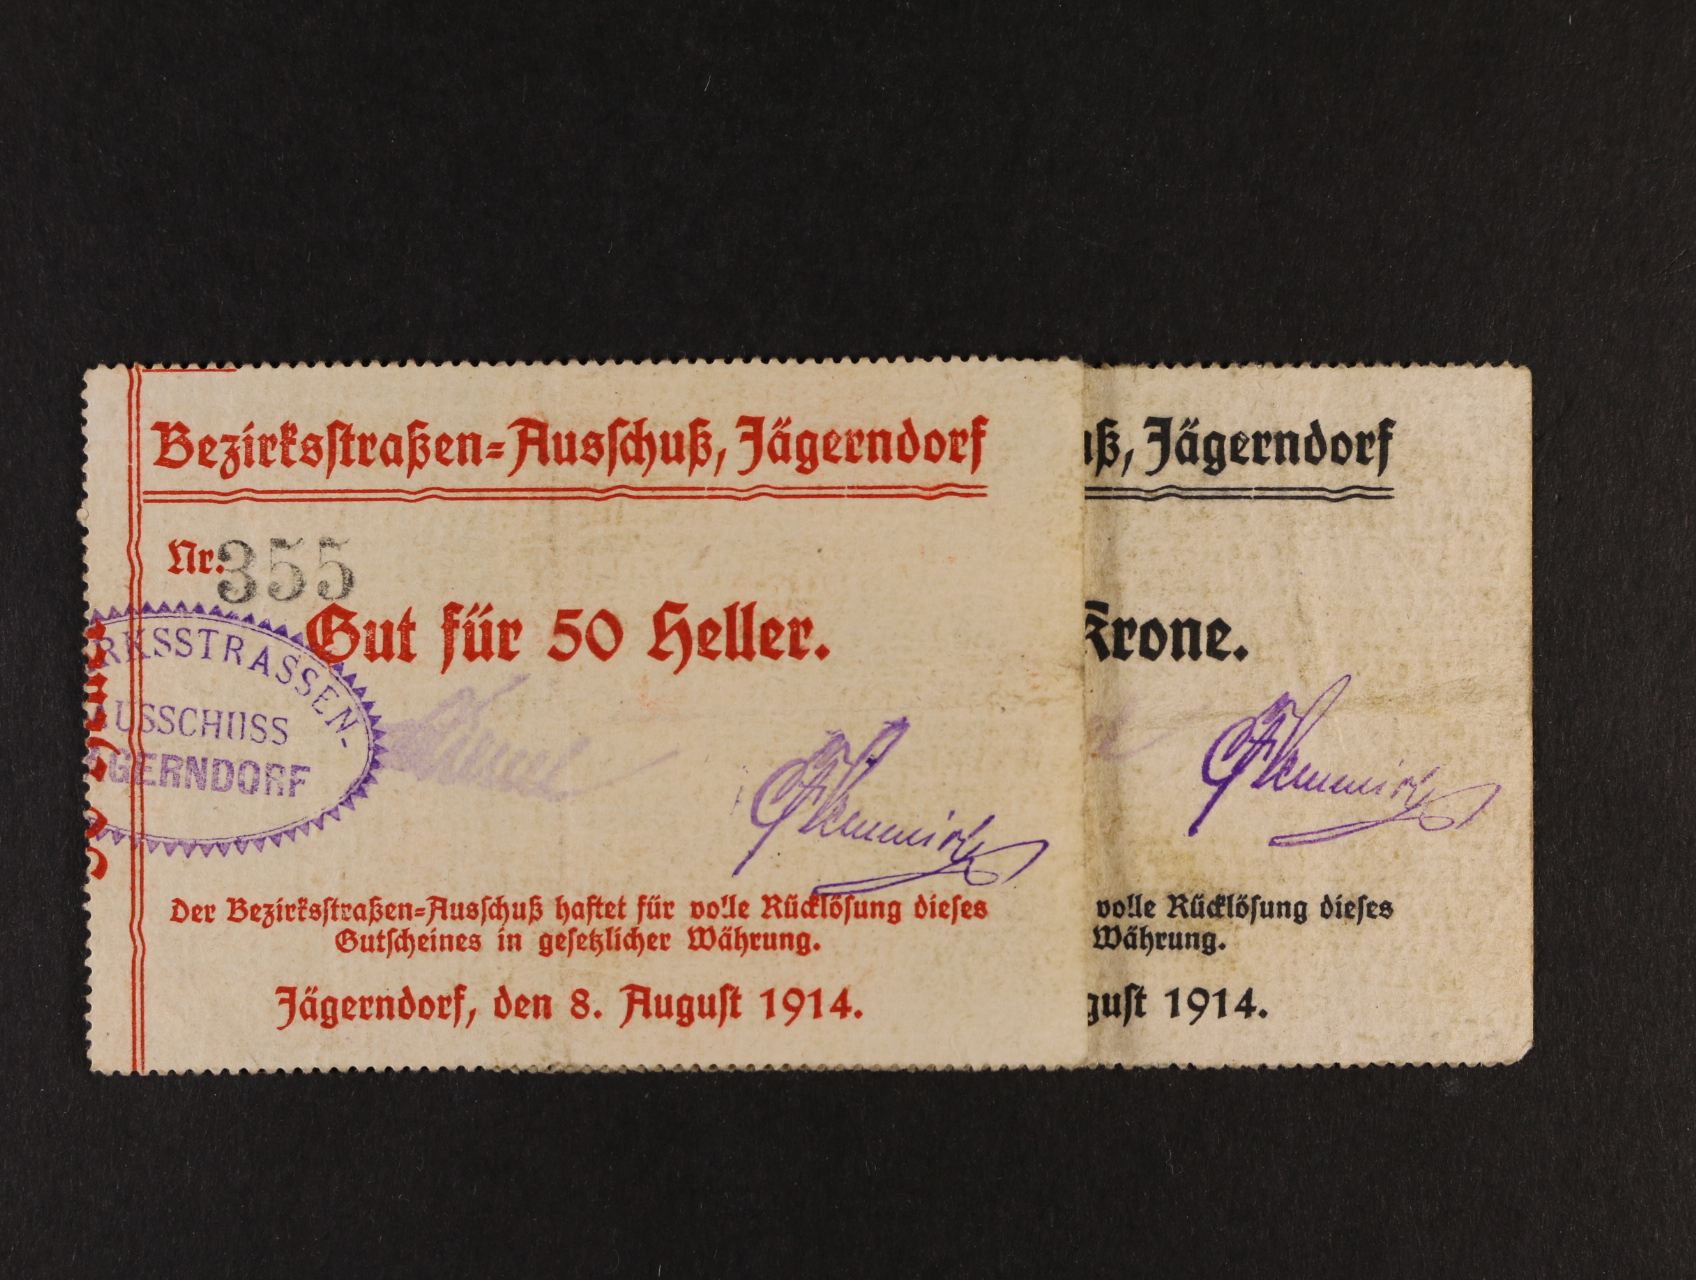 Bezirksstraßen=Ausschuß, Jägerndorf
Nr. 355
Gut für 50 Heller.
RKSSTRASSEN-
USSCHUSS
GERNDORF
Der Bezirksstraßen=Ausschuß haftet für volle Rücklösung dieses
Gutscheines in gesetzlicher Währung.
Jägerndorf, den 8. August 1914.
uß, Jägerndorf
Krone.
volle Rücklösung dieses
Währung.
gust 1914.